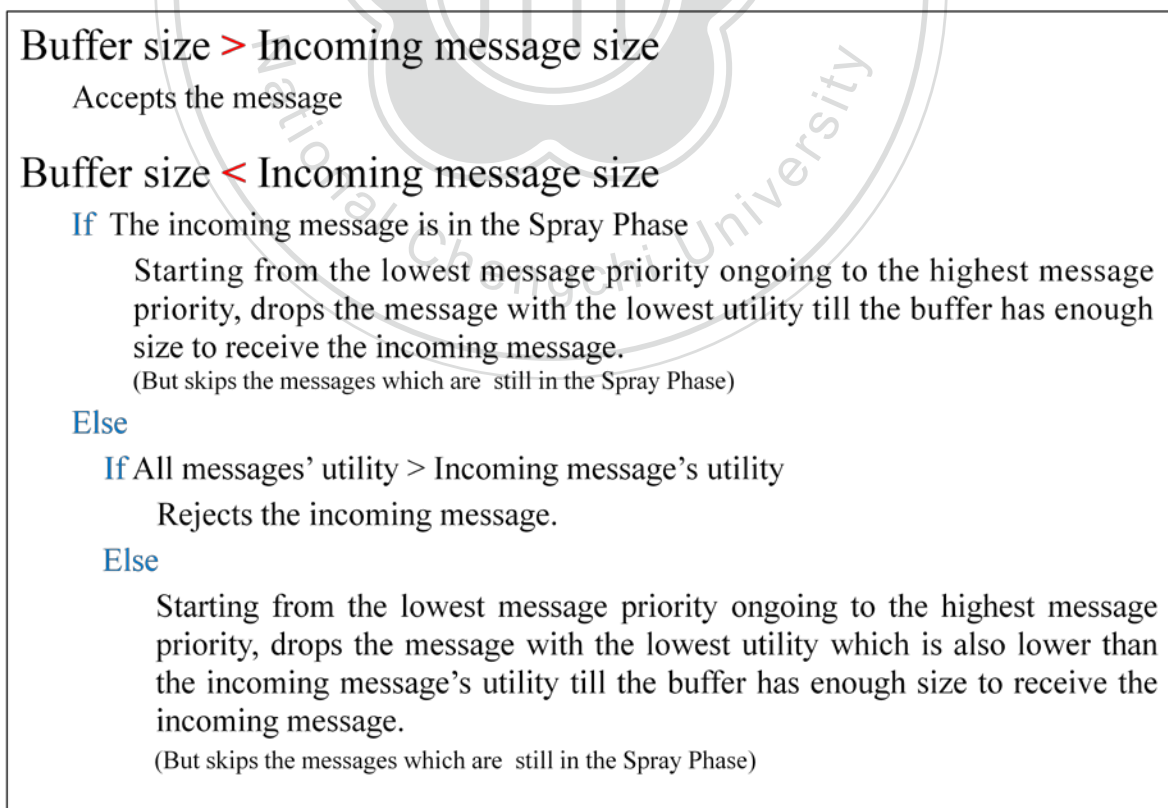 Buffer size > Incoming message size
Accepts the message
Buffer size < Incoming message size
If The incoming message is in the Spray Phase
Starting from the lowest message priority ongoing to the highest message
priority, drops the message with the lowest utility till the buffer has enough
size to receive the incoming message.
(But skips the messages which are still in the Spray Phase)
Else
If All messages’ utility > Incoming message’s utility
Rejects the incoming message.
Else
Starting from the lowest message priority ongoing to the highest message
priority, drops the message with the lowest utility which is also lower than
the incoming message’s utility till the buffer has enough size to receive the
incoming message.
(But skips the messages which are still in the Spray Phase)
National Chengchi University